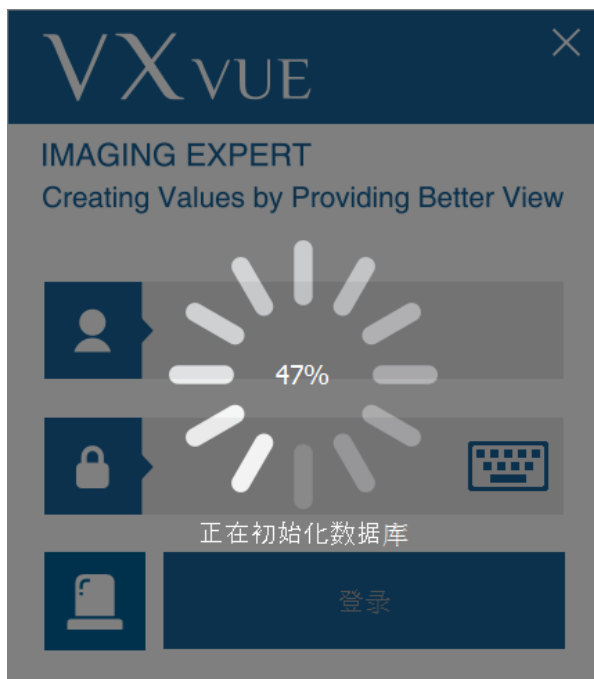 VXVUE
IMAGING EXPERT
Creating Values by Providing Better View
47%
正在初始化数据库
登录